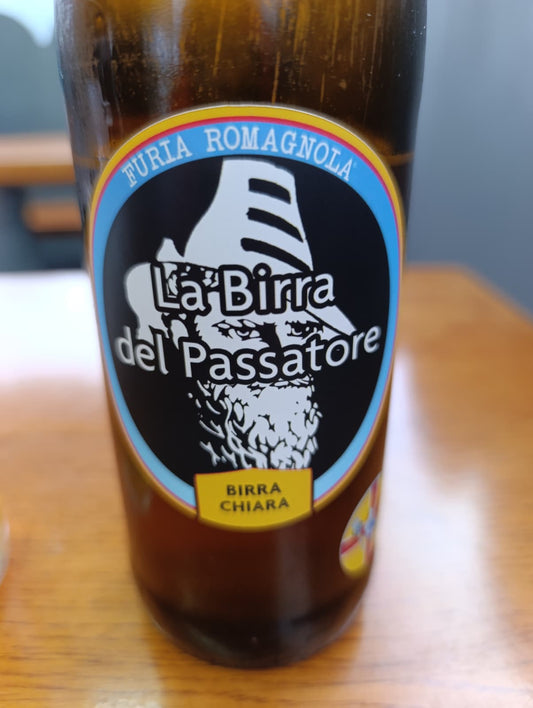 FURIA ROMAGNOLA®
La Birra
del Passatore
BIRRA
CHIARA